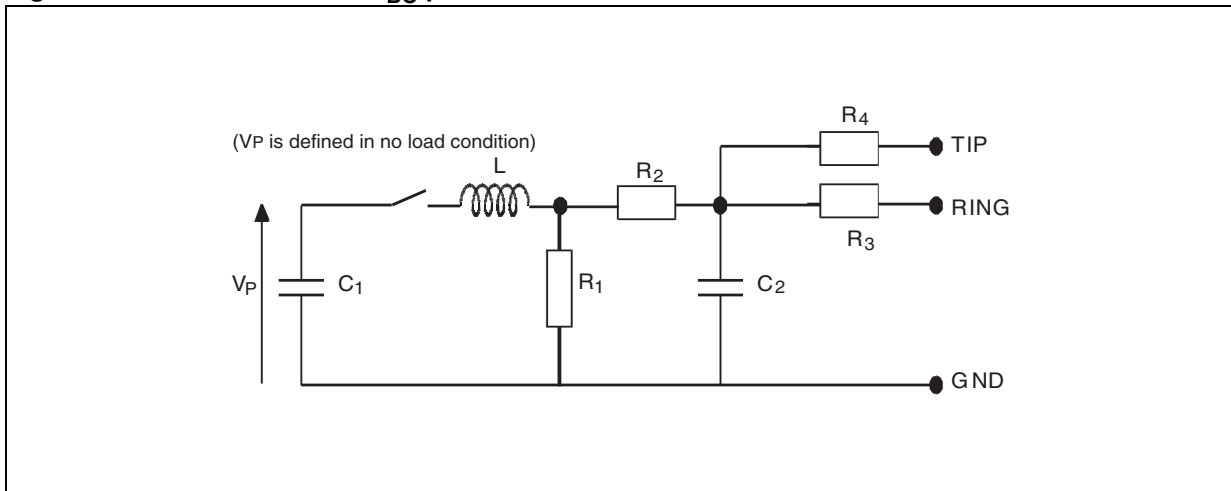 (VP is defined in no load condition)
L
R2
R4
TIP
RING
R3
VP
C1
R1
C2
GND